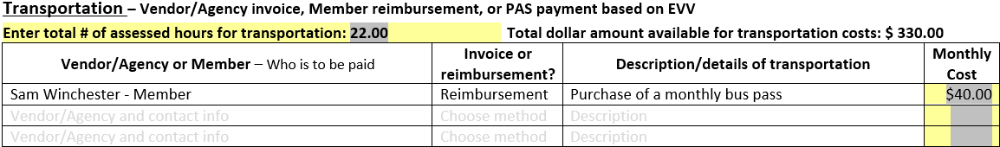 Transportation – Vendor/Agency invoice, Member reimbursement, or PAS payment based on EVV
Enter total # of assessed hours for transportation: 22.00 Total dollar amount available for transportation costs: $ 330.00
Vendor/Agency or Member – Who is to be paid
Invoice or
reimbursement?
Description/details of transportation
Monthly
Cost
Sam Winchester - Member Reimbursement Purchase of a monthly bus pass $40.00
Vendor/Agency and contact info Choose method Description
Vendor/Agency and contact info Choose method Description